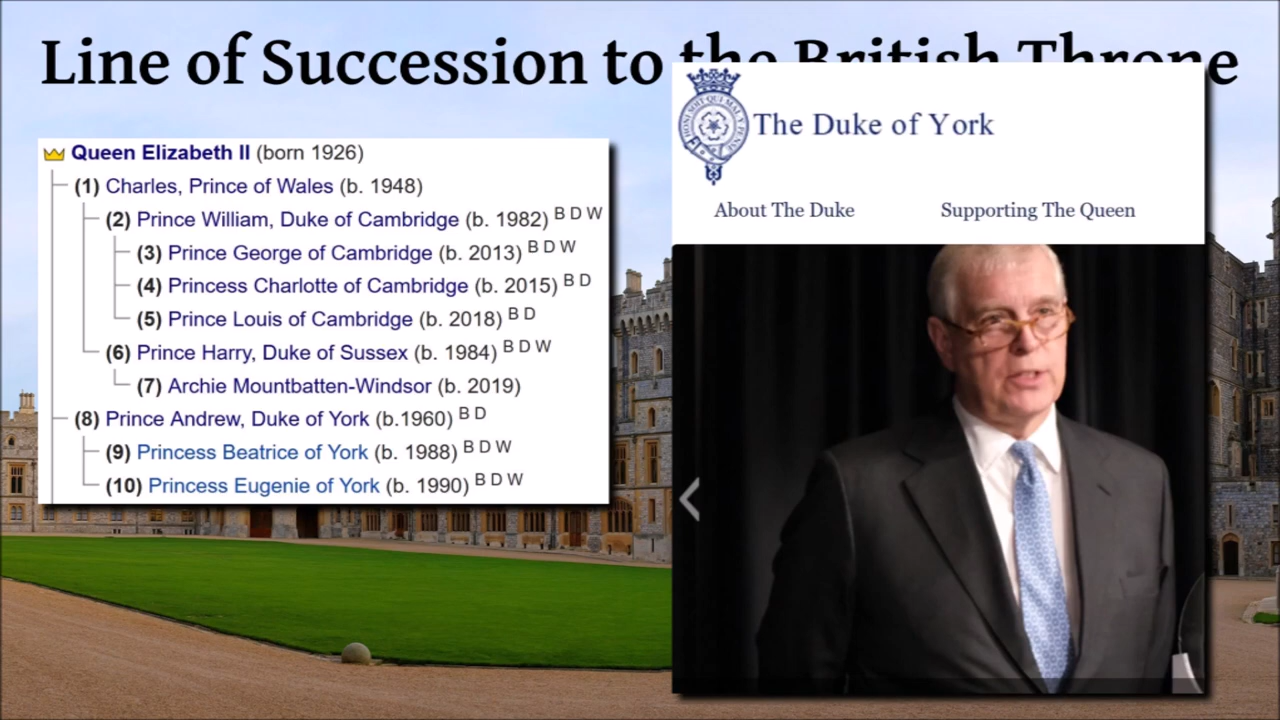 Line of Succession to the British Throne
Queen Elizabeth II (born 1926)
(1) Charles, Prince of Wales (b. 1948)
(2) Prince William, Duke of Cambridge (b. 1982) B D W
(3) Prince George of Cambridge (b. 2013) B D W
(4) Princess Charlotte of Cambridge (b. 2015) B D
(5) Prince Louis of Cambridge (b. 2018) B D
(6) Prince Harry, Duke of Sussex (b. 1984) B D W
(7) Archie Mountbatten-Windsor (b. 2019)
(8) Prince Andrew, Duke of York (b.1960) B D
(9) Princess Beatrice of York (b. 1988) B D W
(10) Princess Eugenie of York (b. 1990) B D W
The Duke of York
About The Duke
Supporting The Queen